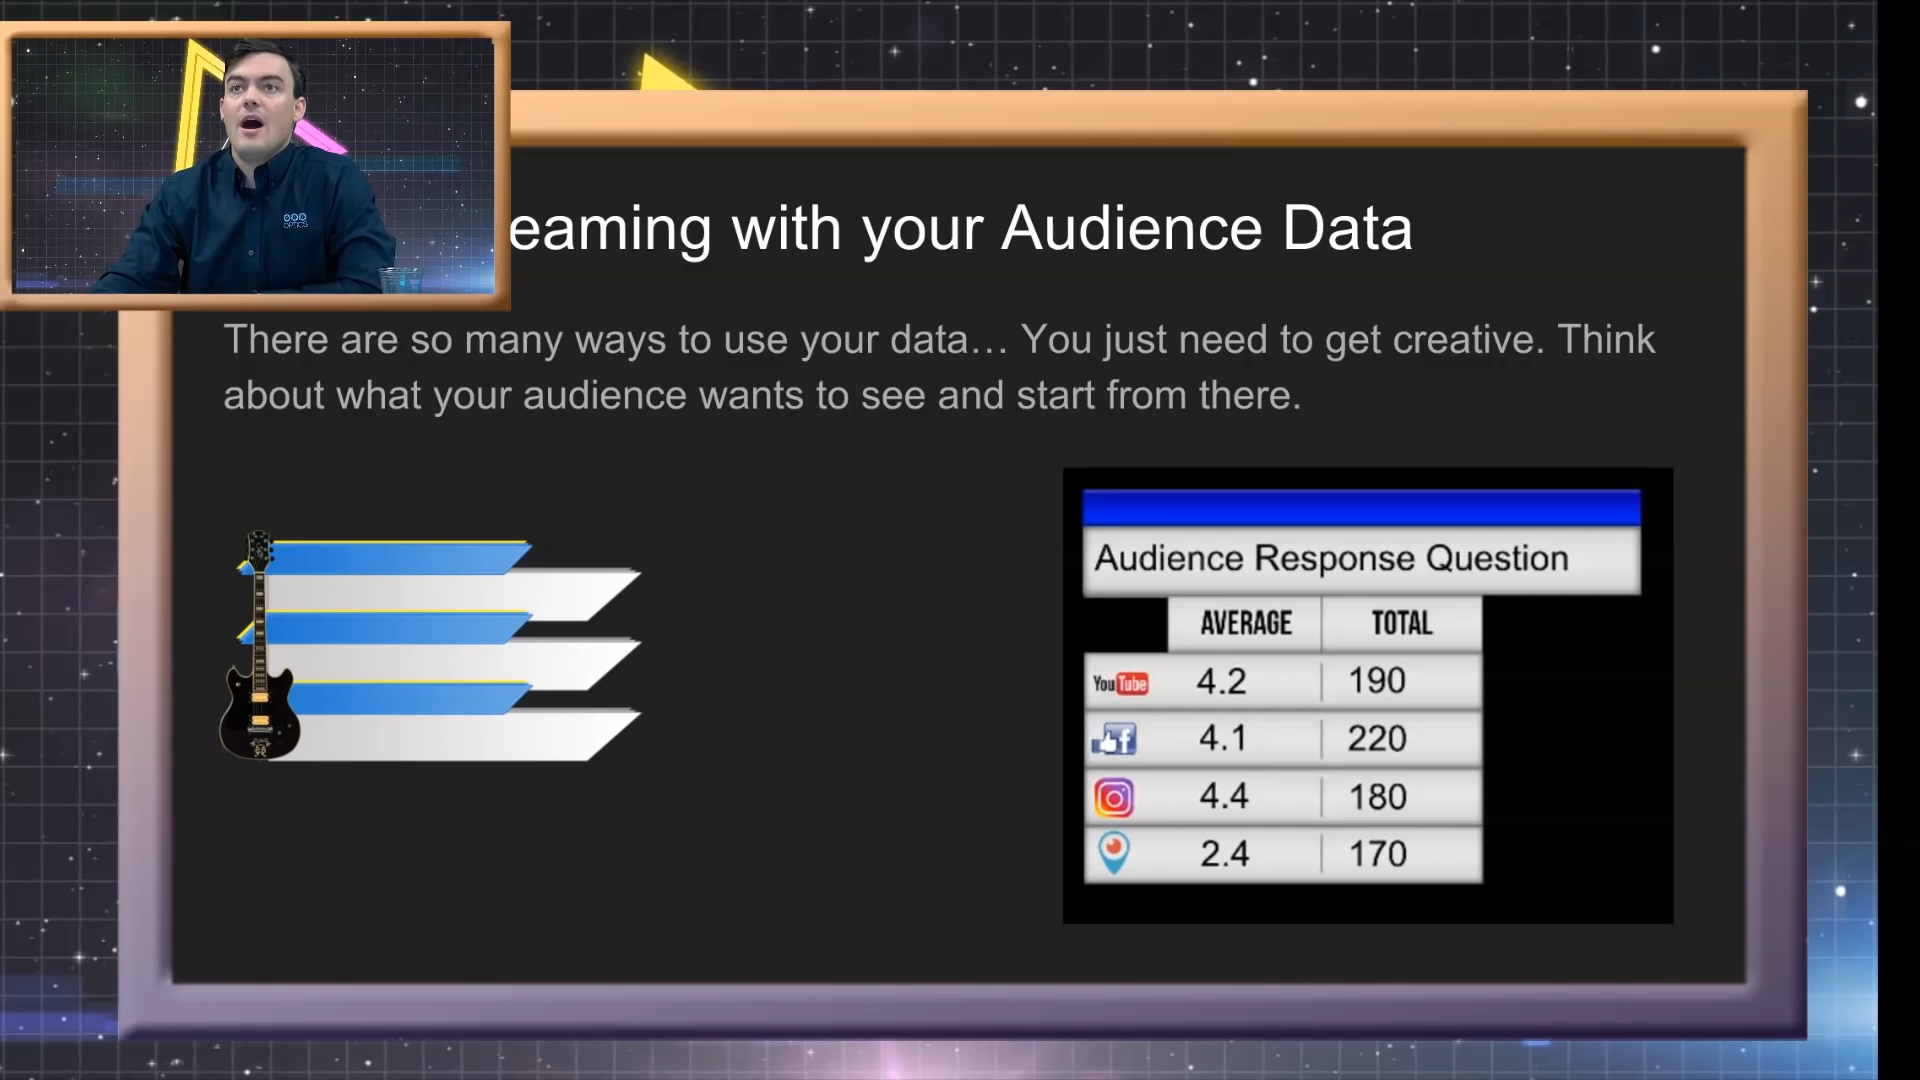 OPTICS
eaming with your Audience Data
There are so many ways to use your data… You just need to get creative. Think
about what your audience wants to see and start from there.
Audience Response Question
AVERAGE TOTAL
YouTube 4.2 190
f 4.1 220
4.4 180
2.4 170